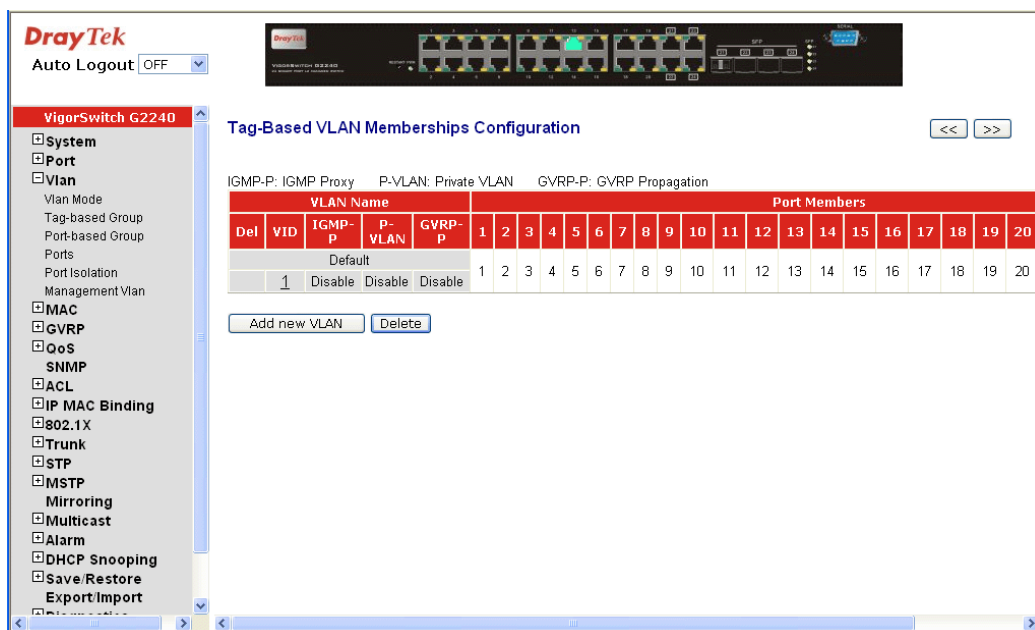 DrayTek
Auto Logout OFF
DrayTek
VIGORSWITCH G2240
SFP
SERIAL
VigorSwitch G2240
System
Port
Vlan
Vlan Mode
Tag-based Group
Port-based Group
Ports
Port Isolation
Management Vlan
MAC
GVRP
QoS
SNMP
ACL
IP MAC Binding
802.1X
Trunk
STP
MSTP
Mirroring
Multicast
Alarm
DHCP Snooping
Save/Restore
Export/Import
Tag-Based VLAN Memberships Configuration
<< >>
IGMP-P: IGMP Proxy P-VLAN: Private VLAN GVRP-P: GVRP Propagation
VLAN Name Port Members
Del VID IGMP-P P-VLAN GVRP-P 1 2 3 4 5 6 7 8 9 10 11 12 13 14 15 16 17 18 19 20
Default
1 Disable Disable Disable 1 2 3 4 5 6 7 8 9 10 11 12 13 14 15 16 17 18 19 20
Add new VLAN Delete